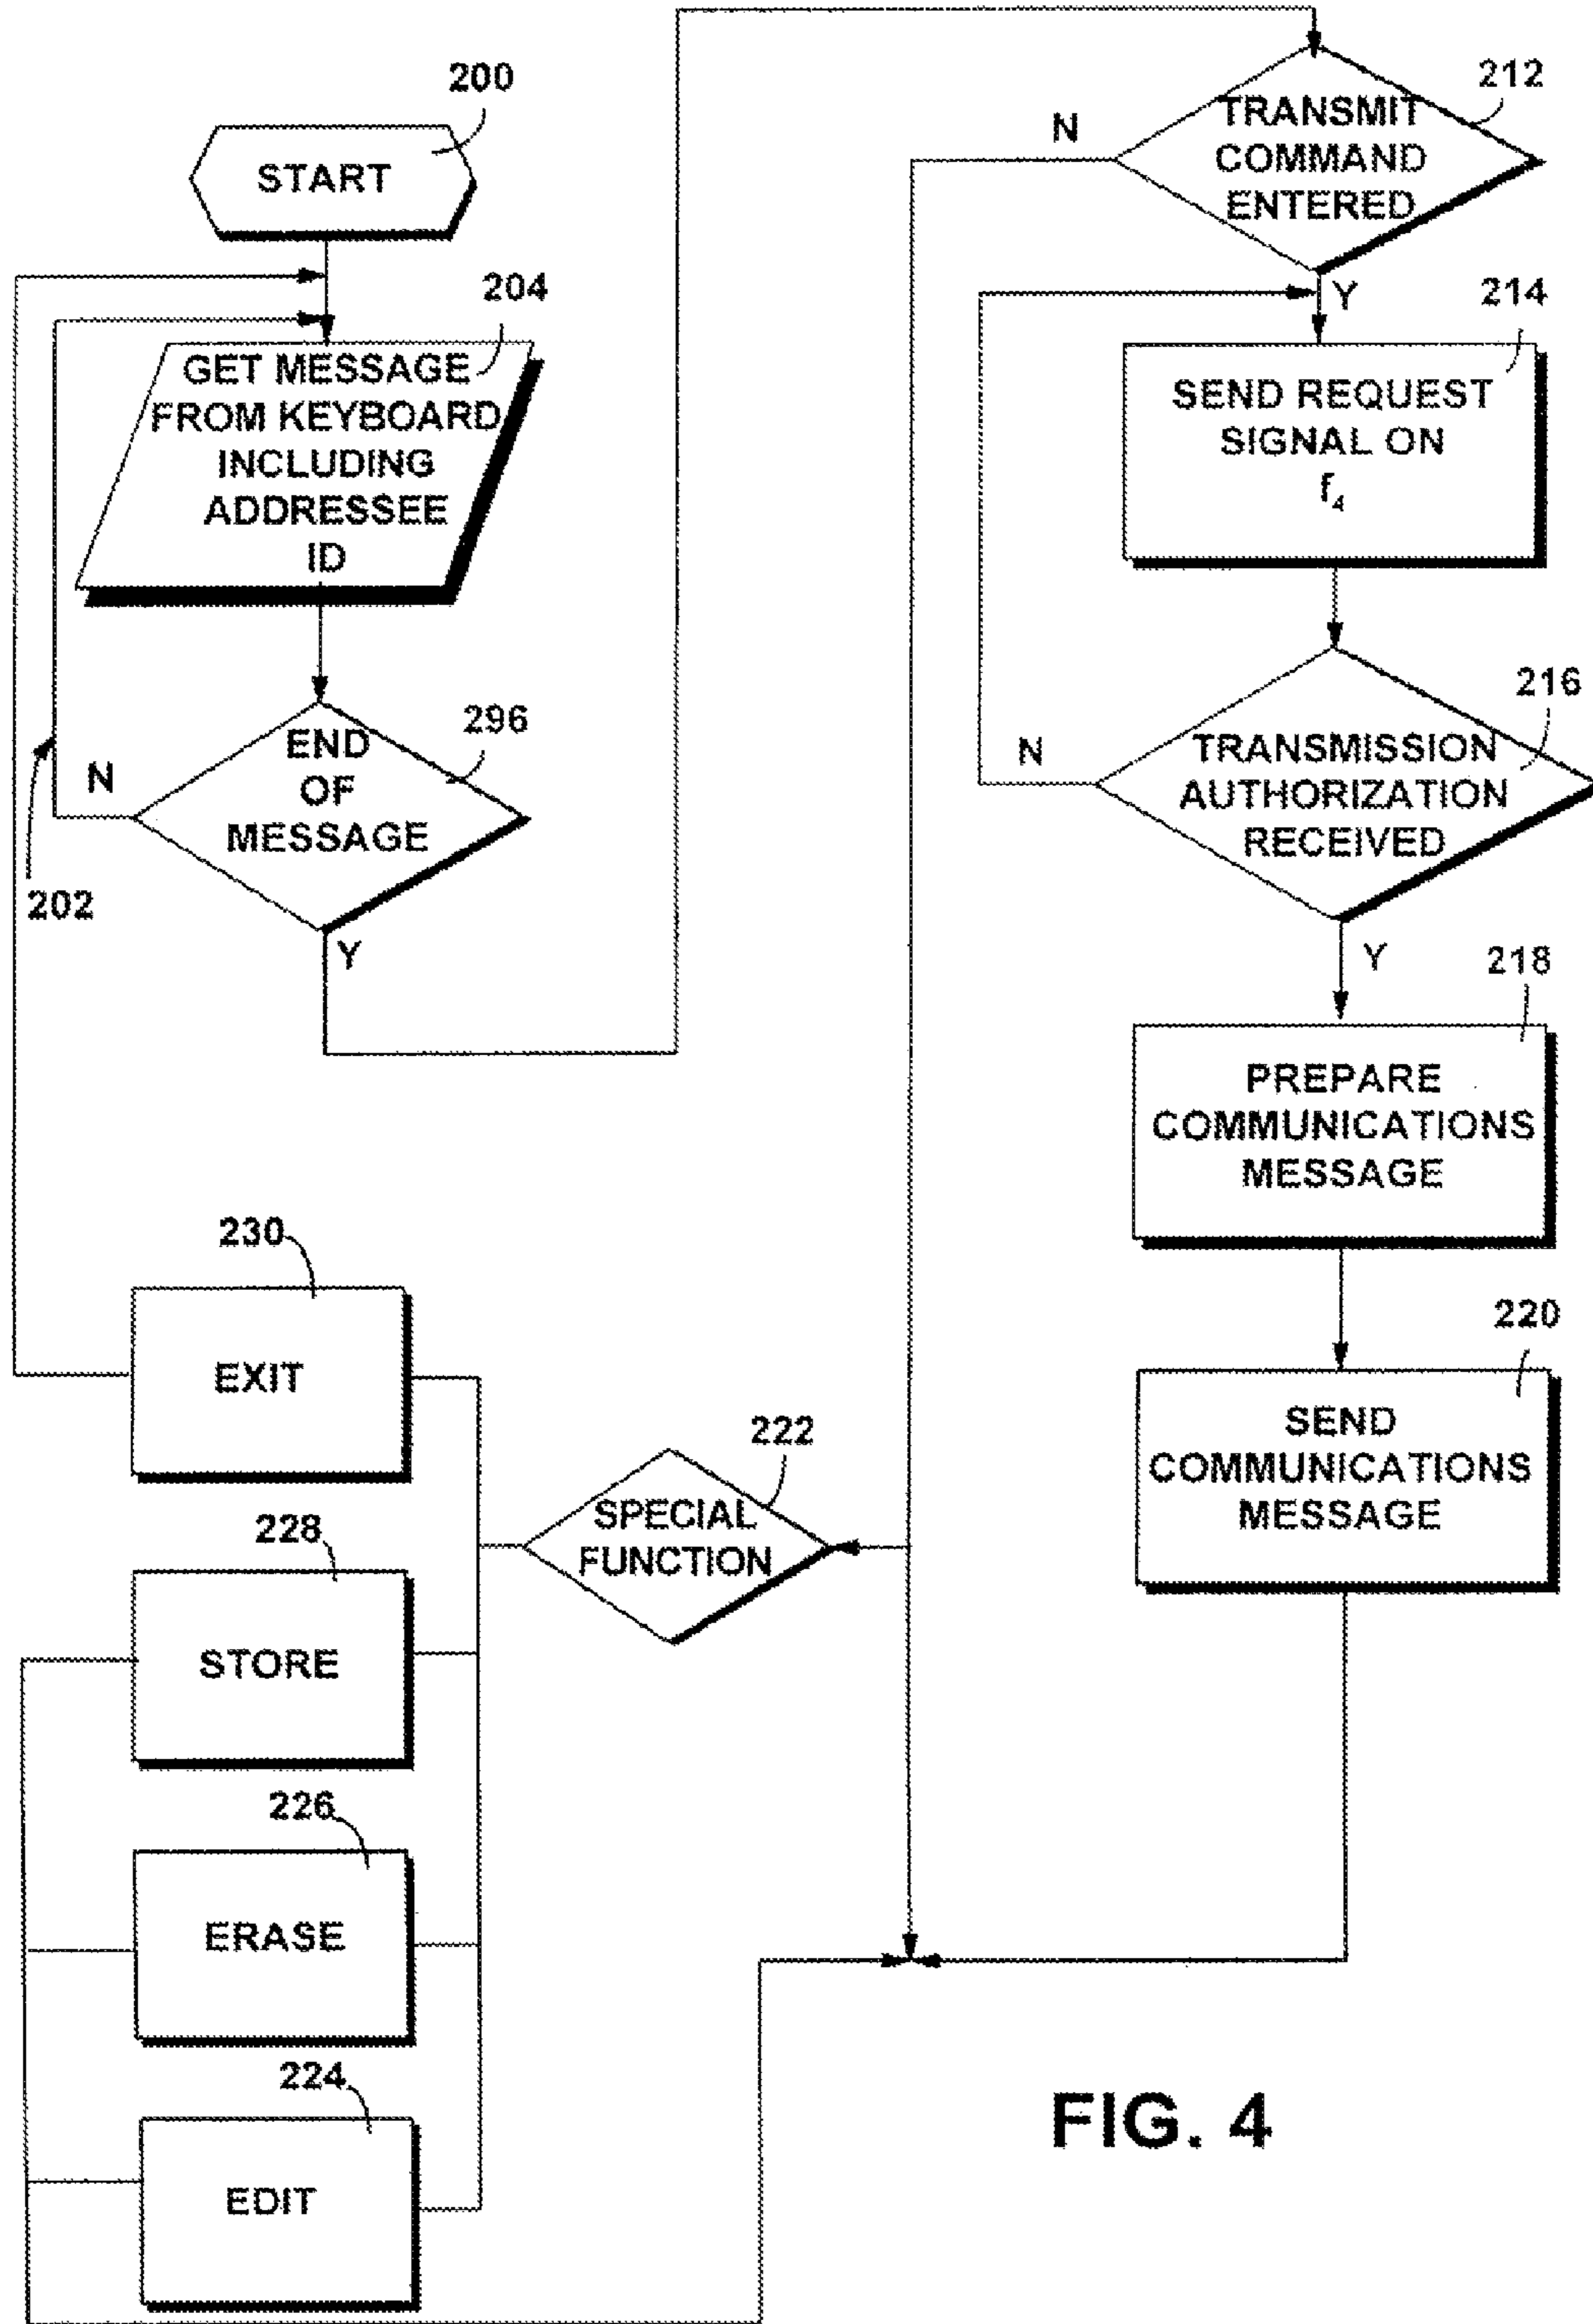 200
START
204
GET MESSAGE
FROM KEYBOARD
INCLUDING
ADDRESSEE
ID
296
END
OF
MESSAGE
N
Y
202
212
TRANSMIT
COMMAND
ENTERED
N
Y
214
SEND REQUEST
SIGNAL ON
f₄
216
TRANSMISSION
AUTHORIZATION
RECEIVED
N
Y
218
PREPARE
COMMUNICATIONS
MESSAGE
220
SEND
COMMUNICATIONS
MESSAGE
222
SPECIAL
FUNCTION
230
EXIT
228
STORE
226
ERASE
224
EDIT
FIG. 4